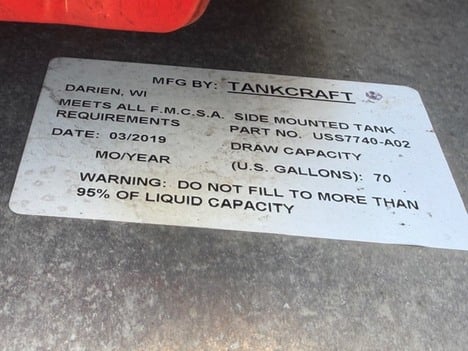 MFG BY: TANKCRAFT
DARIEN, WI
MEETS ALL F.M.C.S.A. SIDE MOUNTED TANK
REQUIREMENTS PART NO. USS7740-A02
DATE: 03/2019 DRAW CAPACITY
MO/YEAR (U.S. GALLONS): 70
WARNING: DO NOT FILL TO MORE THAN
95% OF LIQUID CAPACITY